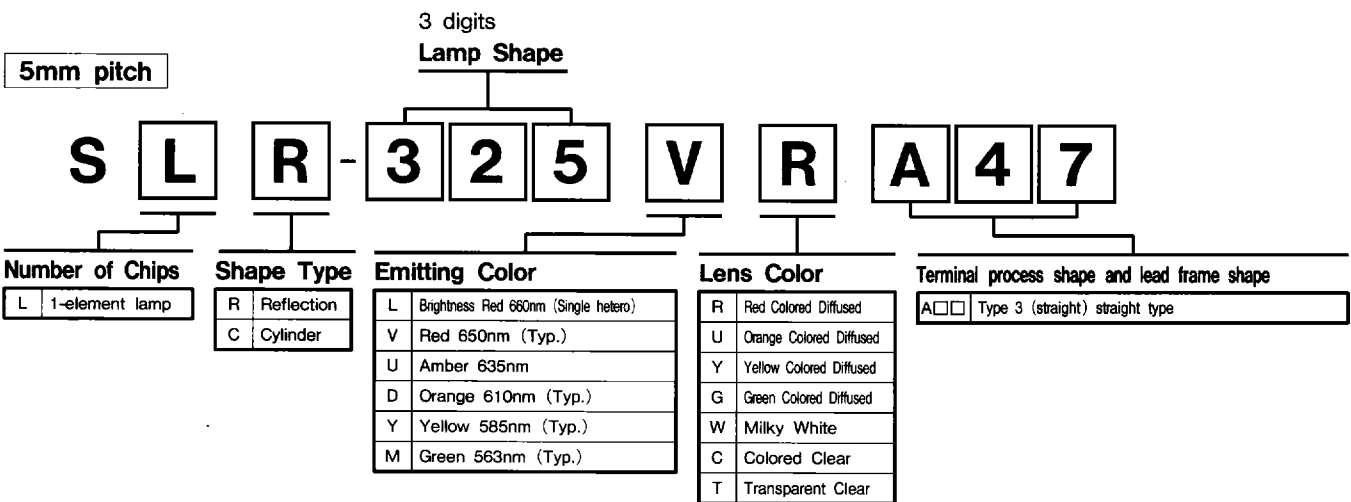 3 digits
Lamp Shape
5mm pitch
S L R - 3 2 5 V R A 4 7
Number of Chips
L 1-element lamp
Shape Type
R Reflection
C Cylinder
Emitting Color
L Brightness Red 660nm (Single hetero)
V Red 650nm (Typ.)
U Amber 635nm
D Orange 610nm (Typ.)
Y Yellow 585nm (Typ.)
M Green 563nm (Typ.)
Lens Color
R Red Colored Diffused
U Orange Colored Diffused
Y Yellow Colored Diffused
G Green Colored Diffused
W Milky White
C Colored Clear
T Transparent Clear
Terminal process shape and lead frame shape
A□□ Type 3 (straight) straight type